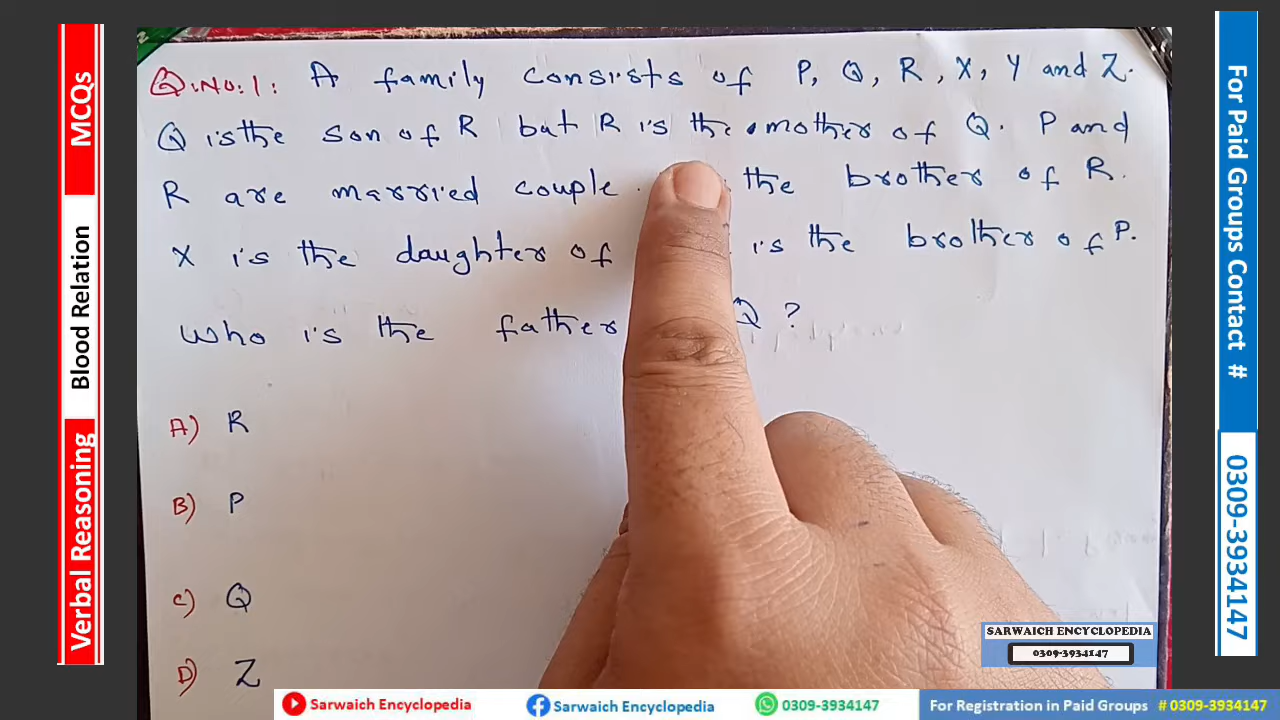 Q.No.1: A family consists of P, Q, R, X, Y and Z.
Q is the son of R but R is the mother of Q. P and
R are married couple. the brother of R.
X is the daughter of is the brother of P.
Who is the father Q?
A) R
B) P
C) Q
D) Z
MCQs
Blood Relation
Verbal Reasoning
For Paid Groups Contact #
0309-3934147
SARWAICH ENCYCLOPEDIA
0309-3934147
Sarwaich Encyclopedia
Sarwaich Encyclopedia
0309-3934147
For Registration in Paid Groups # 0309-3934147